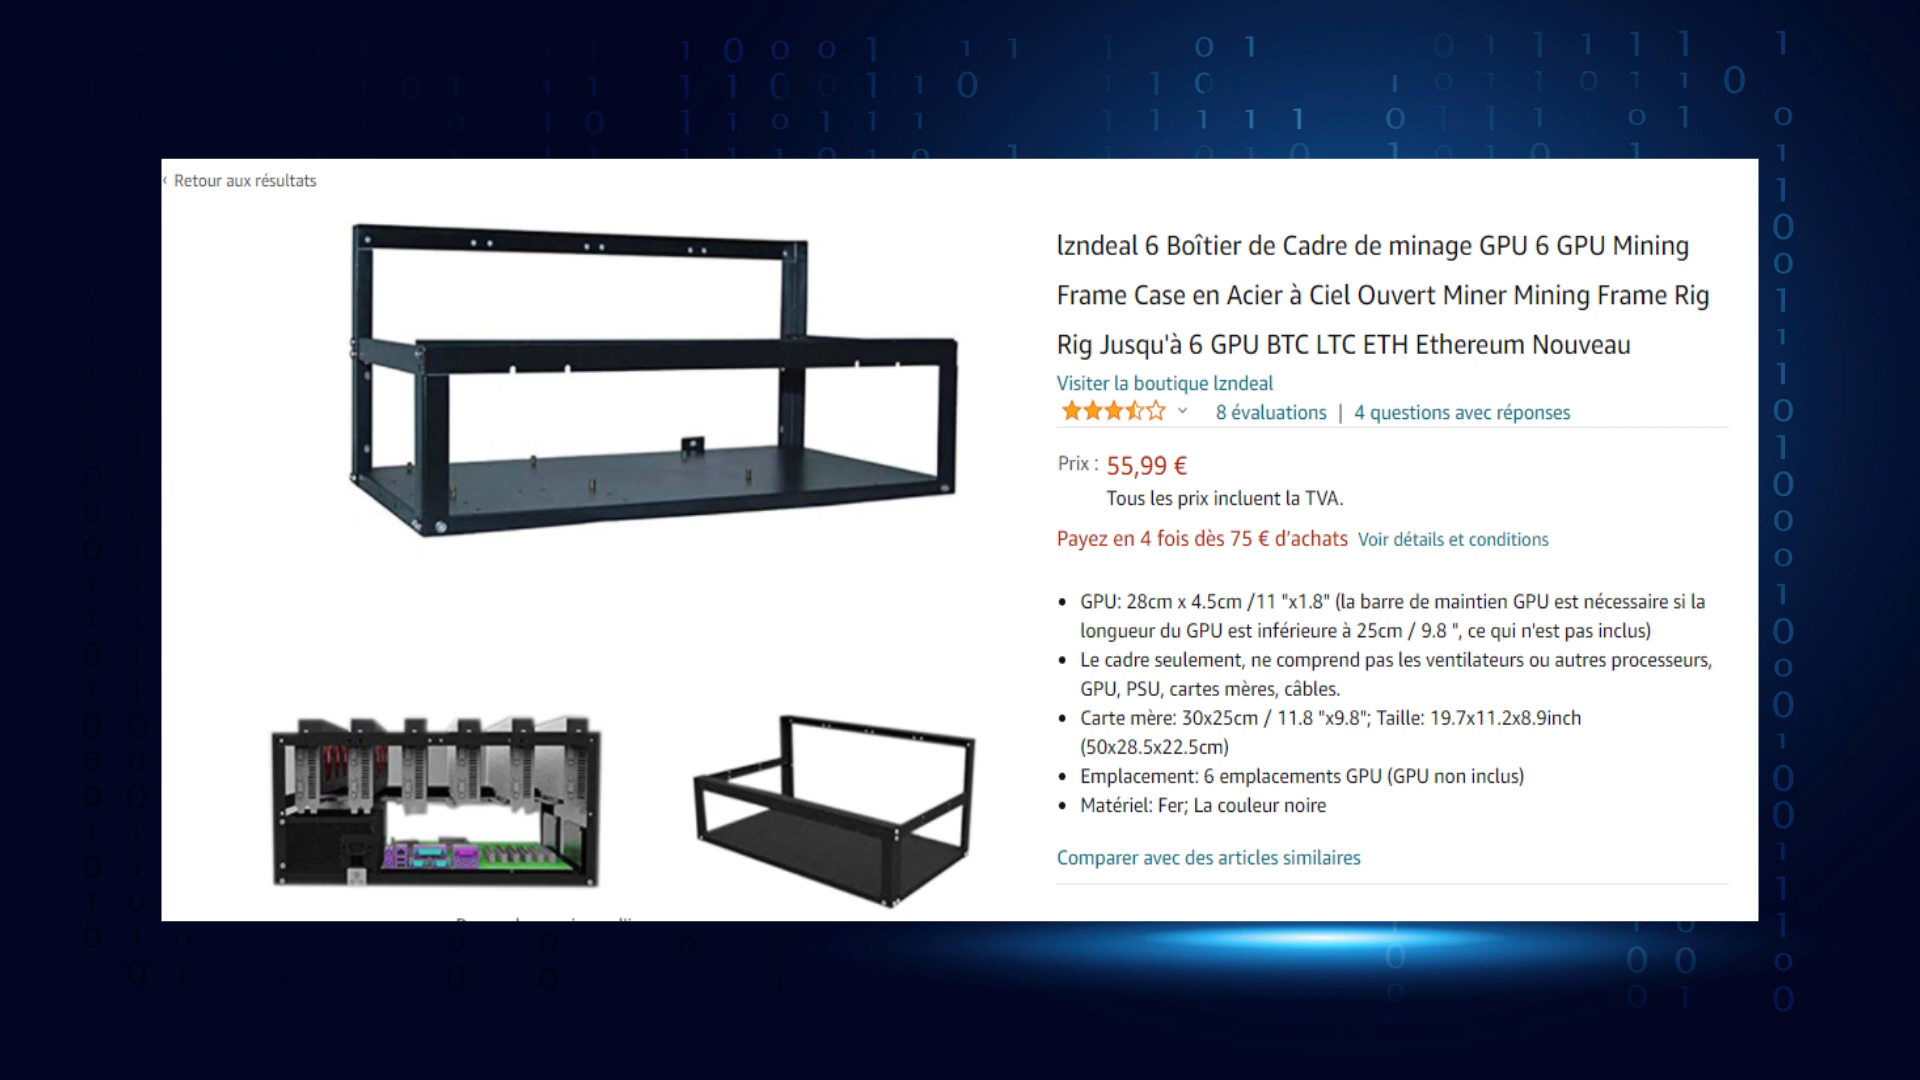 ‹ Retour aux résultats
lzndeal 6 Boîtier de Cadre de minage GPU 6 GPU Mining
Frame Case en Acier à Ciel Ouvert Miner Mining Frame Rig
Rig Jusqu'à 6 GPU BTC LTC ETH Ethereum Nouveau
Visiter la boutique lzndeal
8 évaluations | 4 questions avec réponses
Prix : 55,99 €
Tous les prix incluent la TVA.
Payez en 4 fois dès 75 € d'achats Voir détails et conditions
• GPU: 28cm x 4.5cm /11 "x1.8" (la barre de maintien GPU est nécessaire si la
longueur du GPU est inférieure à 25cm / 9.8 ", ce qui n'est pas inclus)
• Le cadre seulement, ne comprend pas les ventilateurs ou autres processeurs,
GPU, PSU, cartes mères, câbles.
• Carte mère: 30x25cm / 11.8 "x9.8"; Taille: 19.7x11.2x8.9inch
(50x28.5x22.5cm)
• Emplacement: 6 emplacements GPU (GPU non inclus)
• Matériel: Fer; La couleur noire
Comparer avec des articles similaires